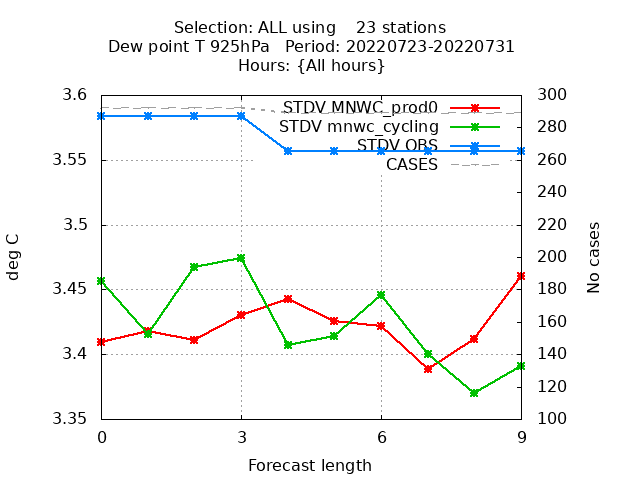 Selection: ALL using 23 stations
Dew point T 925hPa Period: 20220723-20220731
Hours: {All hours}
STDV MNWC_prod0
STDV mnwc_cycling
STDV OBS
CASES
deg C
3.6
3.55
3.5
3.45
3.4
3.35
No cases
300
280
260
240
220
200
180
160
140
120
100
0 3 6 9
Forecast length